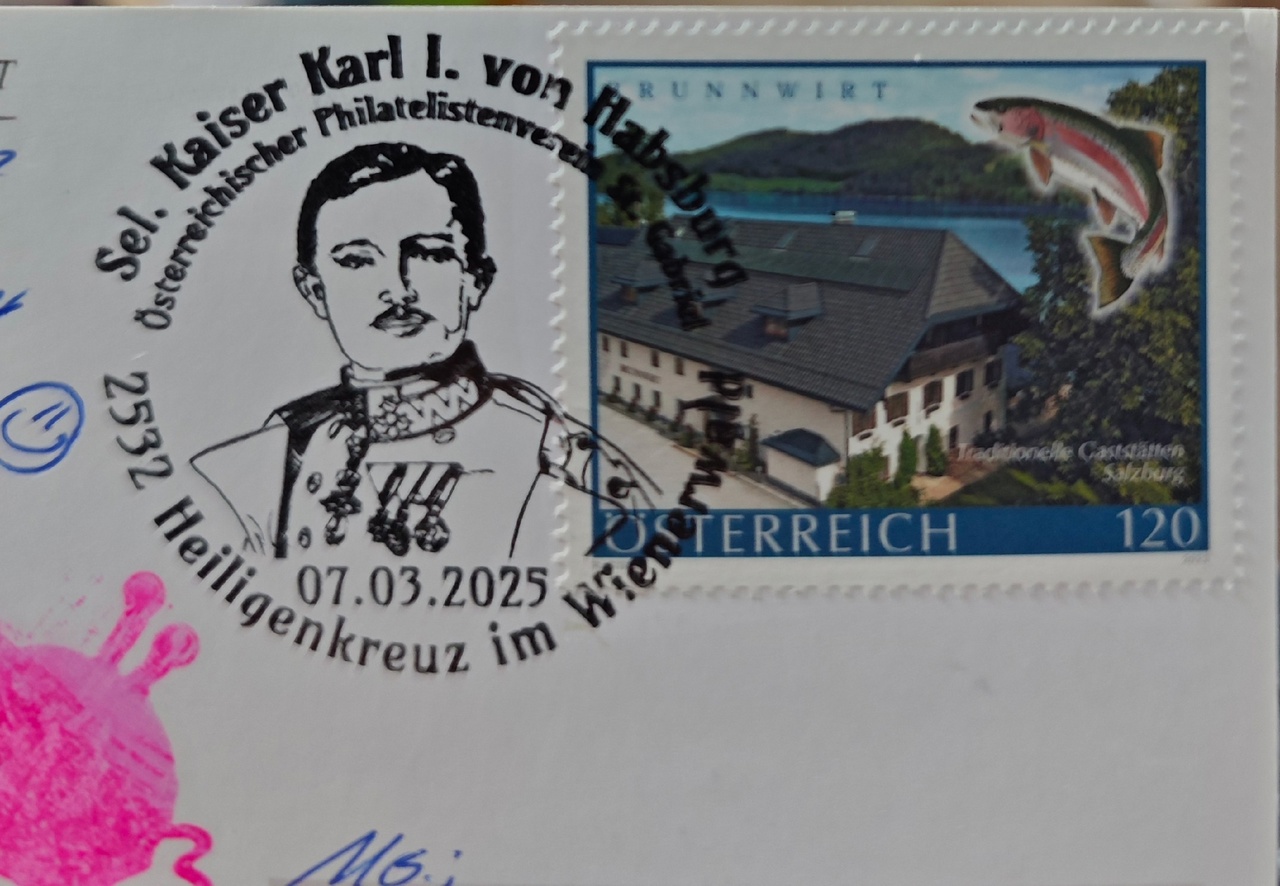 Sel. Kaiser Karl I. von Habsburg
Österreichischer Philatelistenverein St. Gabriel
2532 Heiligenkreuz im Wienerwald
07.03.2025
BRUNNWIRT
Traditionelle Gaststätten
Salzburg
ÖSTERREICH 120
T